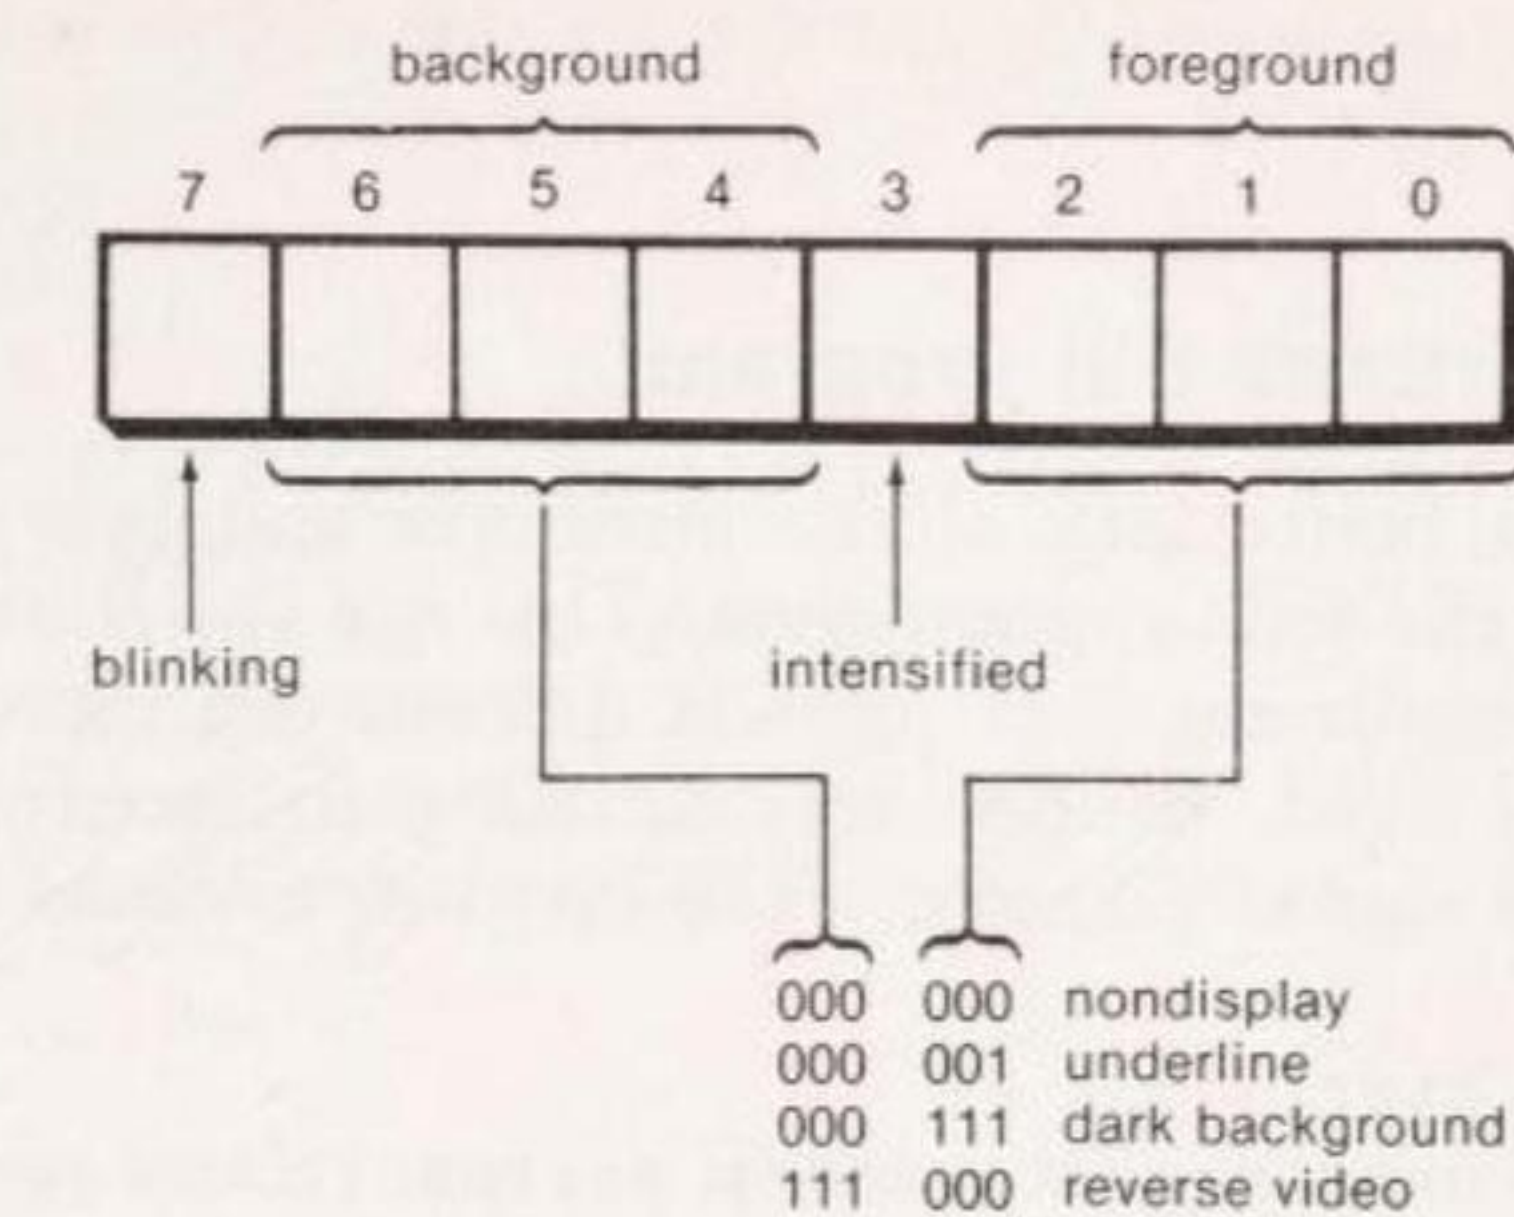 background foreground
7 6 5 4 3 2 1 0
blinking intensified
000 000 nondisplay
000 001 underline
000 111 dark background
111 000 reverse video